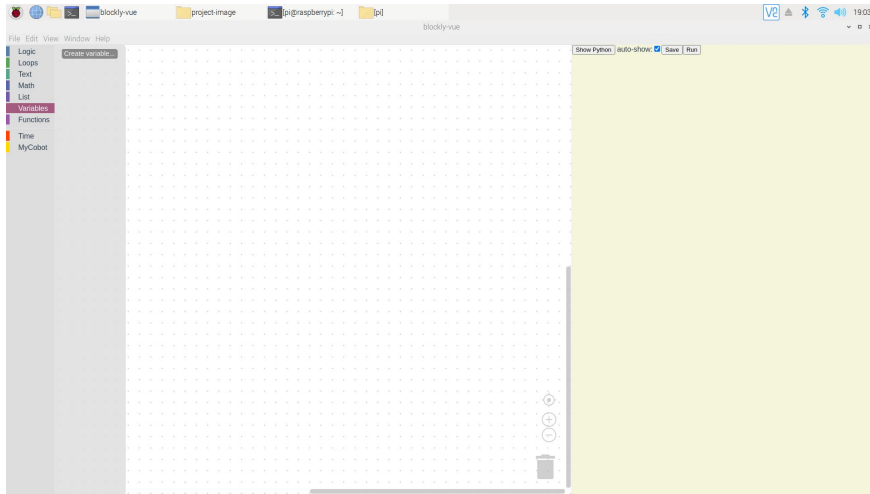 blockly-vue project-image [pi@raspberrypi: ~] [pi] 19:03
blockly-vue
File Edit View Window Help
Logic
Loops
Text
Math
List
Variables
Functions
Time
MyCobot
Create variable...
Show Python auto-show: Save Run